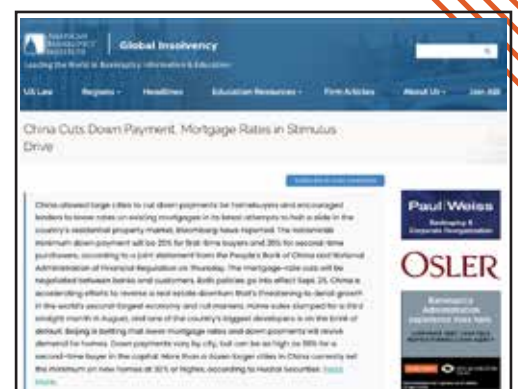 AMERICAN
BANKRUPTCY
INSTITUTE
Global Insolvency
Leading the World in Bankruptcy Information & Education
US Law Regions Headlines Education Resources Firm Articles About Us Join ABI
China Cuts Down Payment, Mortgage Rates in Stimulus
Drive
China allowed large cities to cut down payments for homebuyers and encouraged
lenders to lower rates on existing mortgages in its latest attempts to halt a slide in the
country's residential property market, Bloomberg News reported. The nationwide
minimum down payment will be 20% for first-time buyers and 30% for second-time
purchasers, according to a joint statement from the People's Bank of China and National
Administration of Financial Regulation on Thursday. The mortgage-rate cuts will be
negotiated between banks and customers. Both policies go into effect Sept. 25. China is
accelerating efforts to reverse a real estate downturn that's threatening to derail growth
in the world's second-largest economy and roil markets. Home sales slumped for a third
straight month in August, and one of the country's biggest developers is on the brink of
default. Beijing is betting that lower mortgage rates and down payments will revive
demand for homes. Down payments vary by city, but can be as high as 80% for a
second-time buyer in the capital. More than a dozen larger cities in China currently set
the minimum on new homes at 30% or higher, according to Huatai Securities. Read
More.
Paul Weiss
Bankruptcy &
Corporate Reorganization
OSLER
Bankruptcy
Administration
experience lives here.